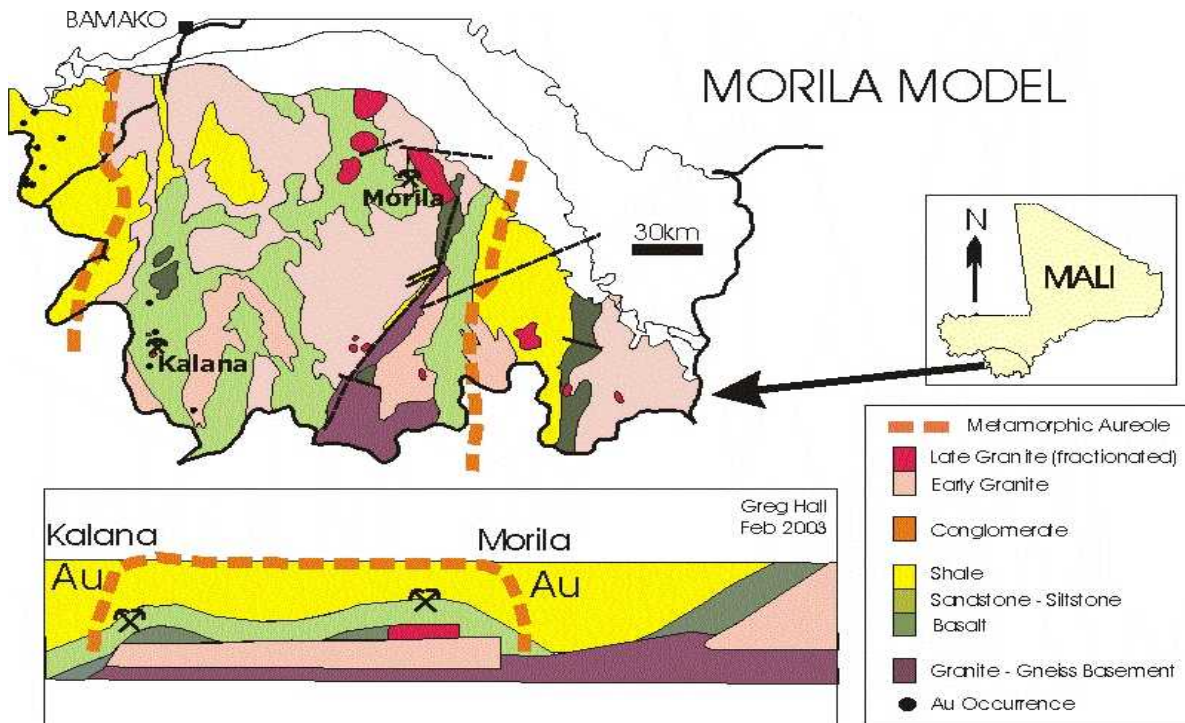 BAMAKO
MORILA MODEL
Morila
30km
N
MALI
Kalana
Metamorphic Aureole
Late Granite (fractionated)
Early Granite
Conglomerate
Shale
Sandstone - Siltstone
Basalt
Granite - Gneiss Basement
Au Occurrence
Greg Hall
Feb 2003
Kalana
Morila
Au
Au